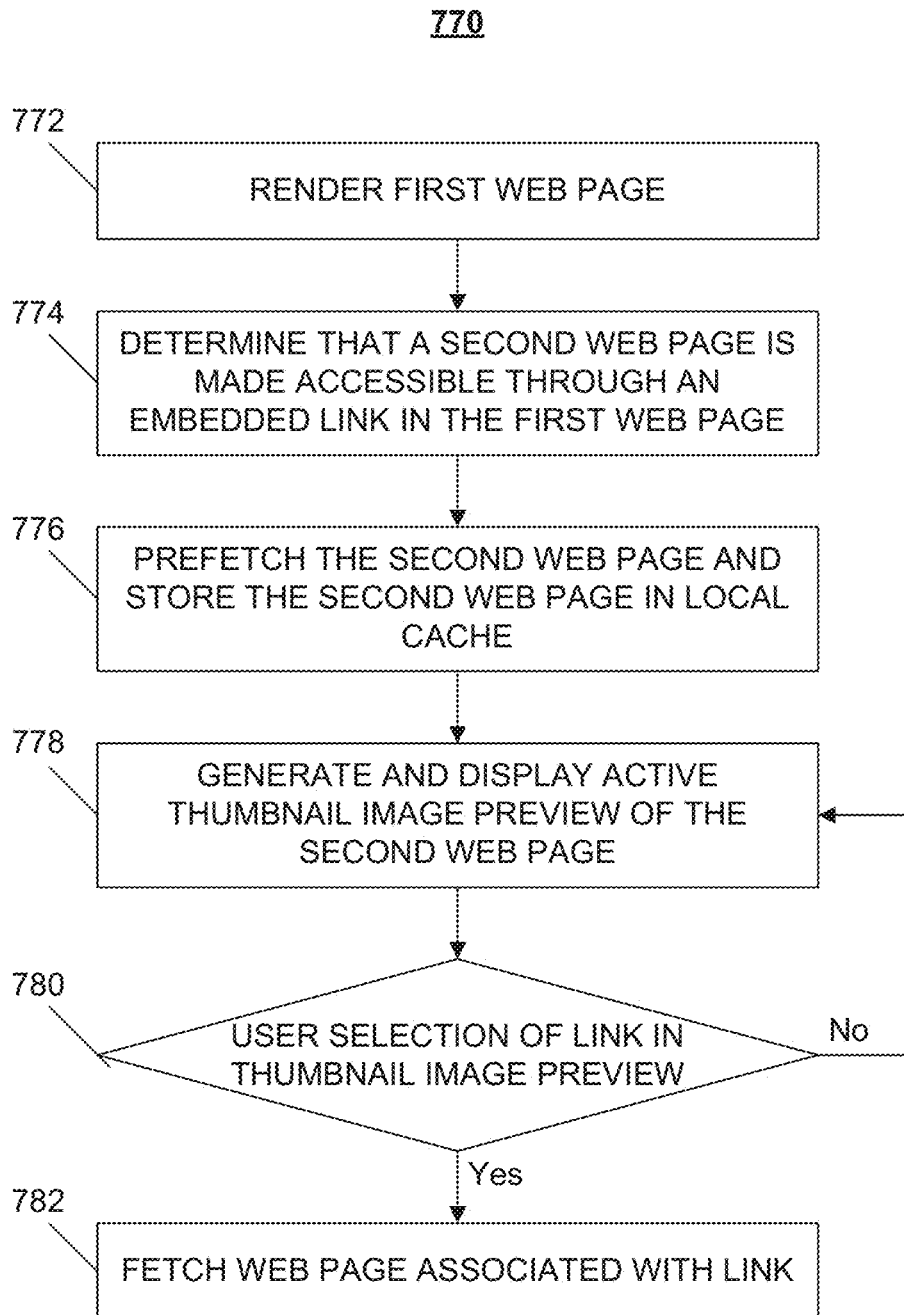 770
772
RENDER FIRST WEB PAGE
774
DETERMINE THAT A SECOND WEB PAGE IS
MADE ACCESSIBLE THROUGH AN
EMBEDDED LINK IN THE FIRST WEB PAGE
776
PREFETCH THE SECOND WEB PAGE AND
STORE THE SECOND WEB PAGE IN LOCAL
CACHE
778
GENERATE AND DISPLAY ACTIVE
THUMBNAIL IMAGE PREVIEW OF THE
SECOND WEB PAGE
780
USER SELECTION OF LINK IN
THUMBNAIL IMAGE PREVIEW
No
Yes
782
FETCH WEB PAGE ASSOCIATED WITH LINK